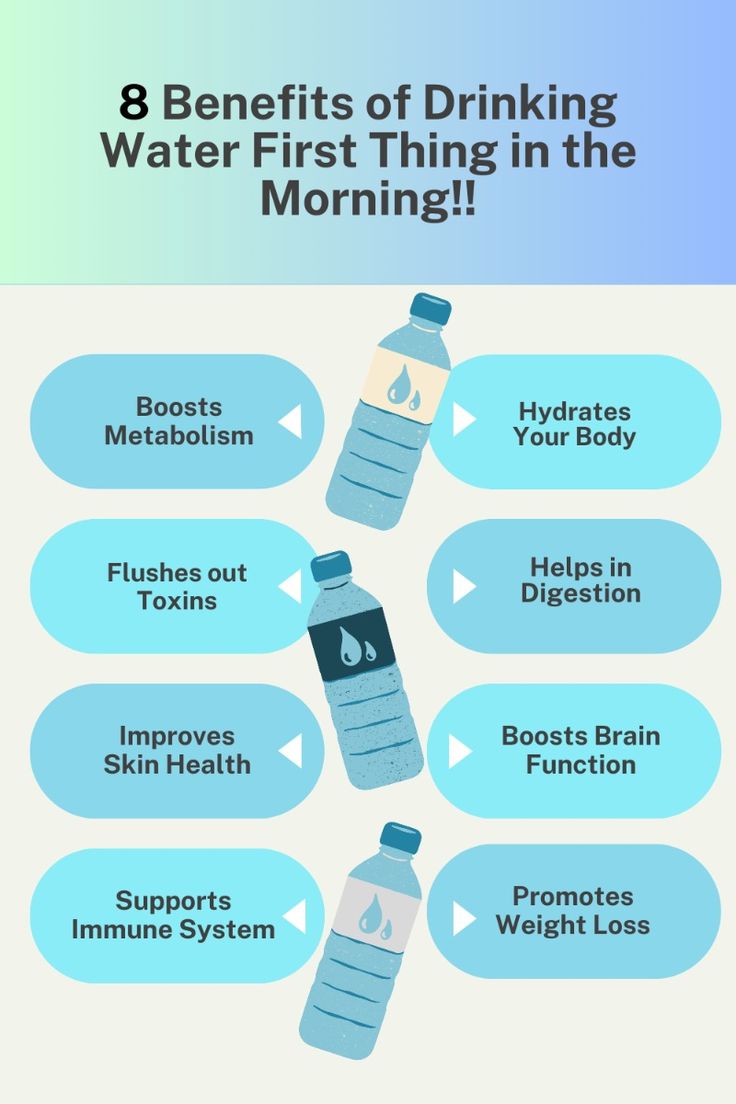 8 Benefits of Drinking
Water First Thing in the
Morning!!
Boosts
Metabolism
Hydrates
Your Body
Flushes out
Toxins
Helps in
Digestion
Improves
Skin Health
Boosts Brain
Function
Supports
Immune System
Promotes
Weight Loss